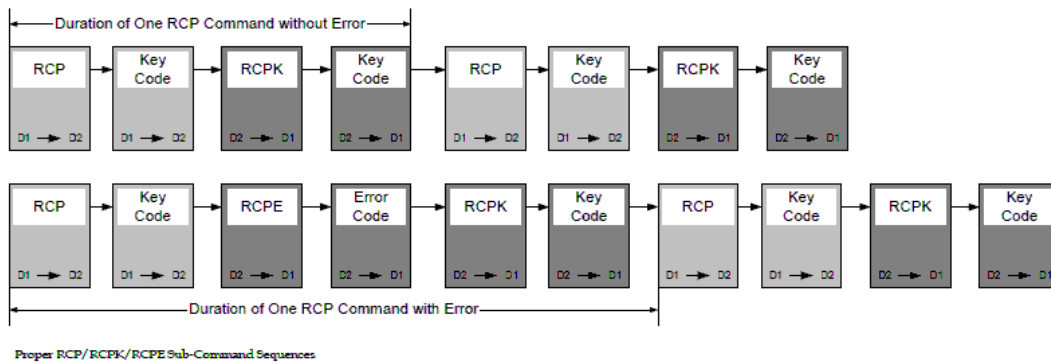 Duration of One RCP Command without Error
RCP Key Code RCPK Key Code RCP Key Code RCPK Key Code
D1 D2 D1 D2 D2 D1 D2 D1 D1 D2 D1 D2 D2 D1 D2 D1
RCP Key Code RCPE Error Code RCPK Key Code RCP Key Code RCPK Key Code
D1 D2 D1 D2 D2 D1 D2 D1 D2 D1 D2 D1 D1 D2 D1 D2 D2 D1 D2 D1
Duration of One RCP Command with Error
Proper RCP/RCPK/RCPE Sub-Command Sequences